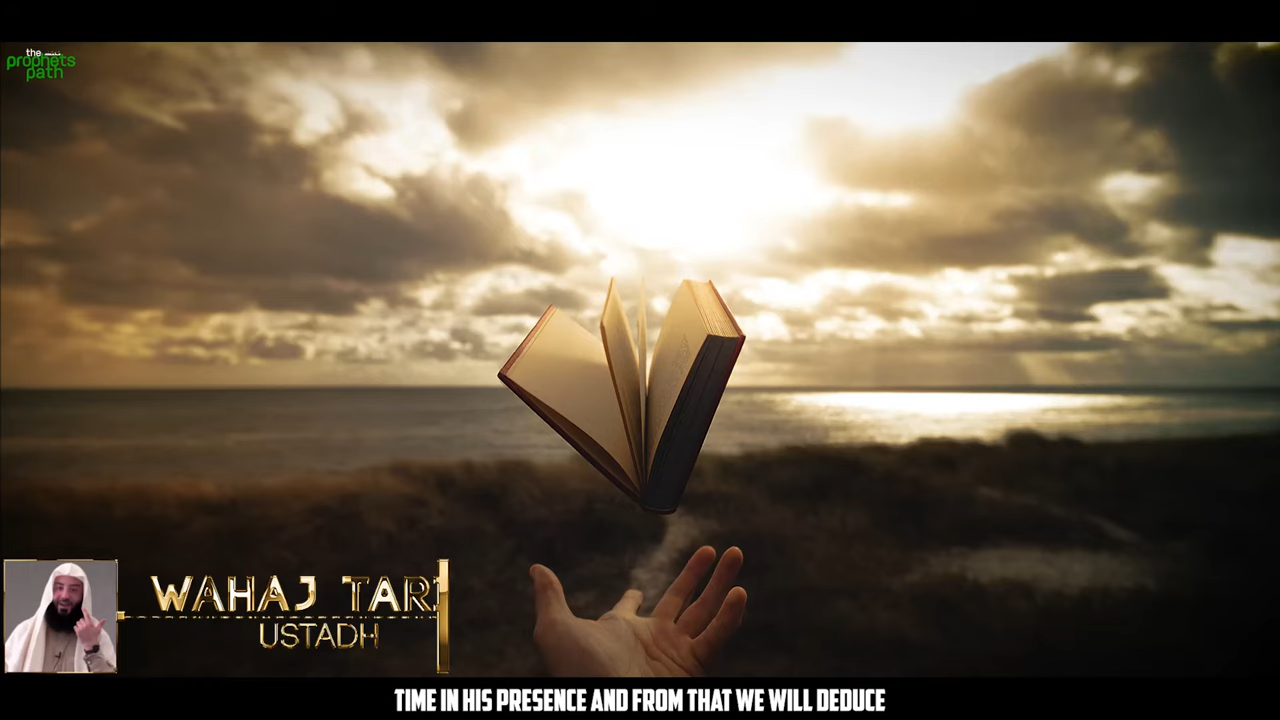 the
prophets
path
WAHAJ TAR
USTADH
TIME IN HIS PRESENCE AND FROM THAT WE WILL DEDUCE